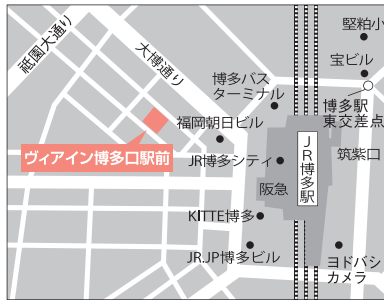 祇園大通り
大博通り
堅粕小
宝ビル
博多バス
ターミナル
博多駅
東交差点
福岡朝日ビル
ヴィアイン博多口駅前
JR博多シティ
JR博多駅
筑紫口
阪急
KITTE博多
JR.JP博多ビル
ヨドバシ
カメラ